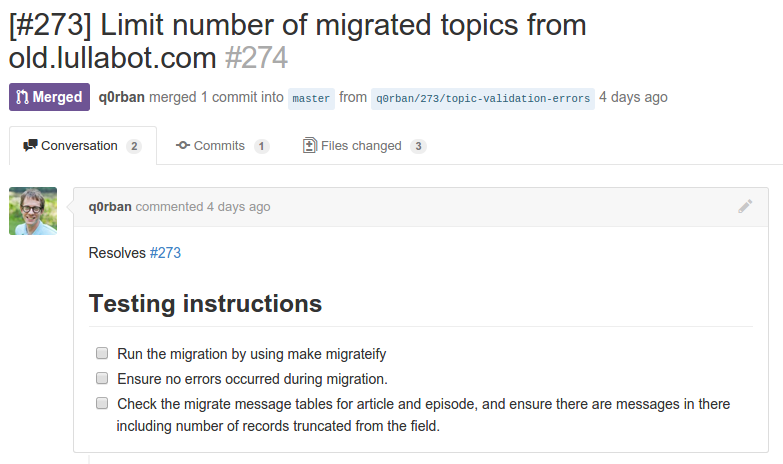 [#273] Limit number of migrated topics from
old.lullabot.com #274
Merged q0rban merged 1 commit into master from q0rban/273/topic-validation-errors 4 days ago
Conversation 2 Commits 1 Files changed 3
q0rban commented 4 days ago
Resolves #273
Testing instructions
Run the migration by using make migrateify
Ensure no errors occurred during migration.
Check the migrate message tables for article and episode, and ensure there are messages in there
including number of records truncated from the field.